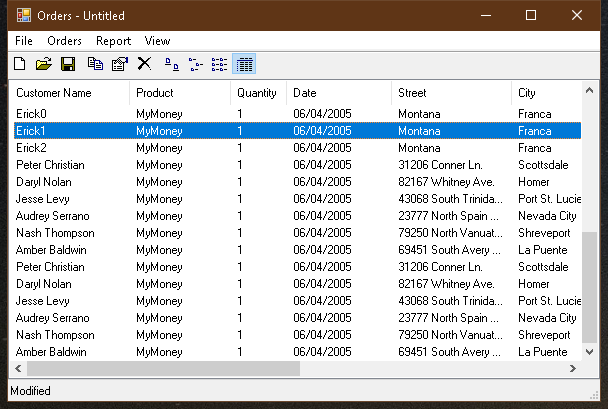 Orders - Untitled
File Orders Report View
Customer Name Product Quantity Date Street City
Erick0 MyMoney 1 06/04/2005 Montana Franca
Erick1 MyMoney 1 06/04/2005 Montana Franca
Erick2 MyMoney 1 06/04/2005 Montana Franca
Peter Christian MyMoney 1 06/04/2005 31206 Conner Ln. Scottsdale
Daryl Nolan MyMoney 1 06/04/2005 82167 Whitney Ave. Homer
Jesse Levy MyMoney 1 06/04/2005 43068 South Trinida... Port St. Lucie
Audrey Serrano MyMoney 1 06/04/2005 23777 North Spain ... Nevada City
Nash Thompson MyMoney 1 06/04/2005 79250 North Vanuat... Shreveport
Amber Baldwin MyMoney 1 06/04/2005 69451 South Avery ... La Puente
Peter Christian MyMoney 1 06/04/2005 31206 Conner Ln. Scottsdale
Daryl Nolan MyMoney 1 06/04/2005 82167 Whitney Ave. Homer
Jesse Levy MyMoney 1 06/04/2005 43068 South Trinida... Port St. Lucie
Audrey Serrano MyMoney 1 06/04/2005 23777 North Spain ... Nevada City
Nash Thompson MyMoney 1 06/04/2005 79250 North Vanuat... Shreveport
Amber Baldwin MyMoney 1 06/04/2005 69451 South Avery ... La Puente
Modified